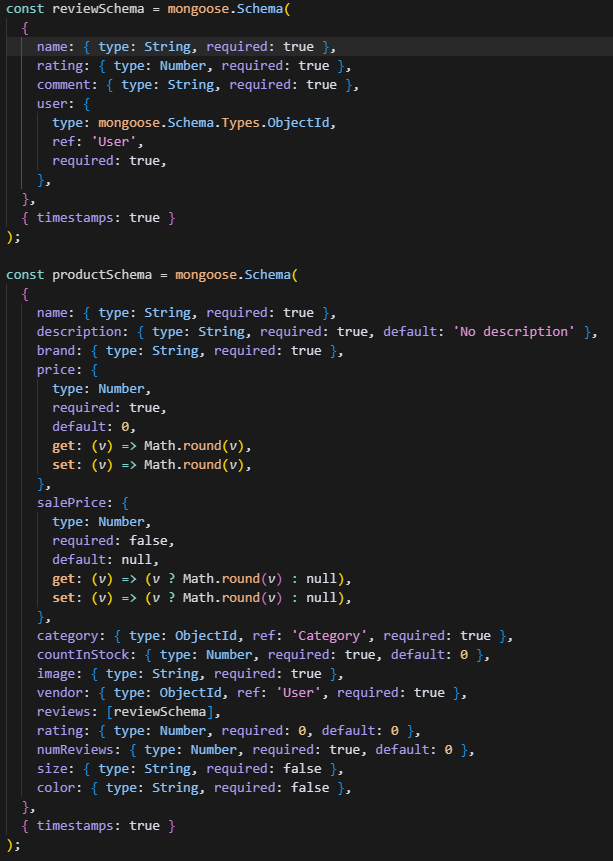 const reviewSchema = mongoose.Schema(
  {
    name: { type: String, required: true },
    rating: { type: Number, required: true },
    comment: { type: String, required: true },
    user: {
      type: mongoose.Schema.Types.ObjectId,
      ref: 'User',
      required: true,
    },
  },
  { timestamps: true }
);

const productSchema = mongoose.Schema(
  {
    name: { type: String, required: true },
    description: { type: String, required: true, default: 'No description' },
    brand: { type: String, required: true },
    price: {
      type: Number,
      required: true,
      default: 0,
      get: (v) => Math.round(v),
      set: (v) => Math.round(v),
    },
    salePrice: {
      type: Number,
      required: false,
      default: null,
      get: (v) => (v ? Math.round(v) : null),
      set: (v) => (v ? Math.round(v) : null),
    },
    category: { type: ObjectId, ref: 'Category', required: true },
    countInStock: { type: Number, required: true, default: 0 },
    image: { type: String, required: true },
    vendor: { type: ObjectId, ref: 'User', required: true },
    reviews: [reviewSchema],
    rating: { type: Number, required: 0, default: 0 },
    numReviews: { type: Number, required: true, default: 0 },
    size: { type: String, required: false },
    color: { type: String, required: false },
  },
  { timestamps: true }
);